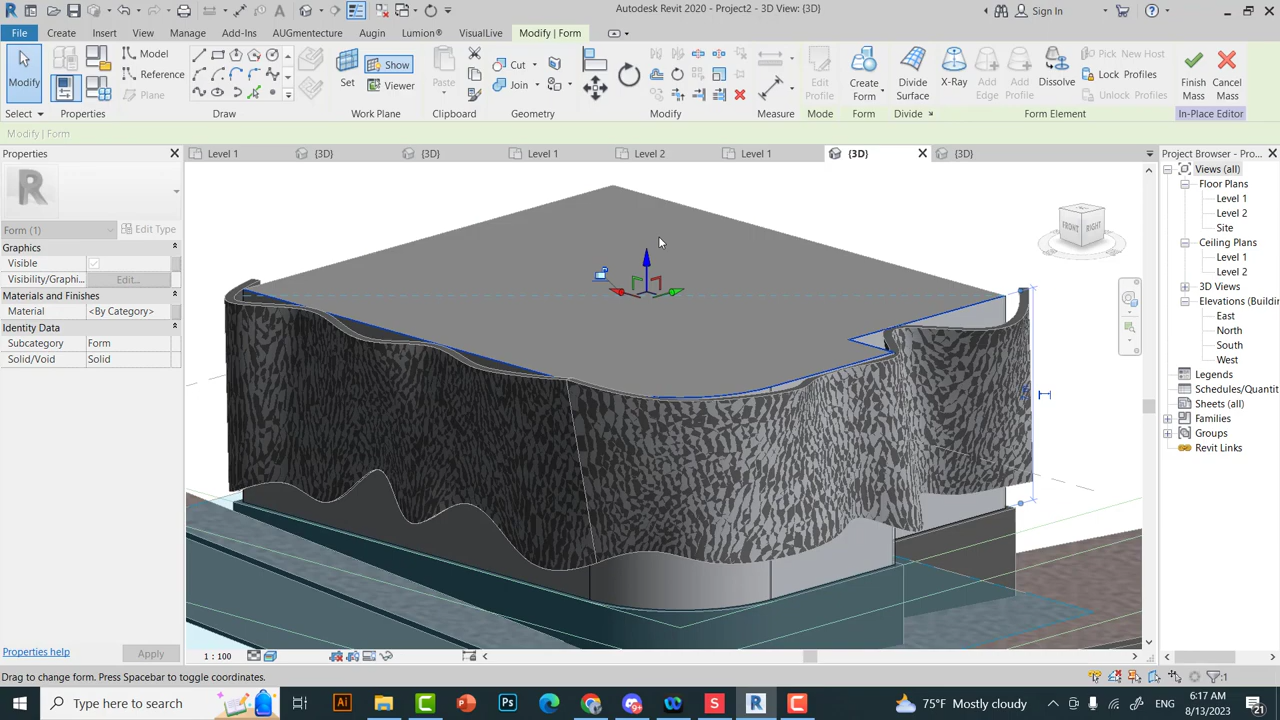 Autodesk Revit 2020 - Project2 - 3D View: {3D}
Sign In
File Create Insert View Manage Add-Ins AUGmentecture Augin Lumion® VisualLive Modify | Form
Modify
Select
Properties
Model
Reference
Plane
Draw
Set
Show
Viewer
Work Plane
Paste
Clipboard
Cut
Join
Geometry
Modify
Measure
Edit Profile
Mode
Create Form
Form
Divide Surface
Divide
X-Ray
Add Edge
Add Profile
Dissolve
Pick New Host
Lock Profiles
Unlock Profiles
Form Element
Finish Mass
Cancel Mass
In-Place Editor
Modify | Form
Properties
Level 1 {3D} {3D} Level 1 Level 2 Level 1 {3D} {3D}
Project Browser - Pro...
R
Form (1)
Edit Type
Graphics
Visible
Visibility/Graphi...
Edit...
Materials and Finishes
Material <By Category>
Identity Data
Subcategory Form
Solid/Void Solid
Properties help
Apply
FRONT RIGHT
Views (all)
Floor Plans
Level 1
Level 2
Site
Ceiling Plans
Level 1
Level 2
3D Views
Elevations (Buildin
East
North
South
West
Legends
Schedules/Quantit
Sheets (all)
Families
Groups
Revit Links
1 : 100
Drag to change form. Press Spacebar to toggle coordinates.
:0
:1
Type here to search
Ai
Ps
S
R
75°F Mostly cloudy
6:17 AM
8/13/2023
21